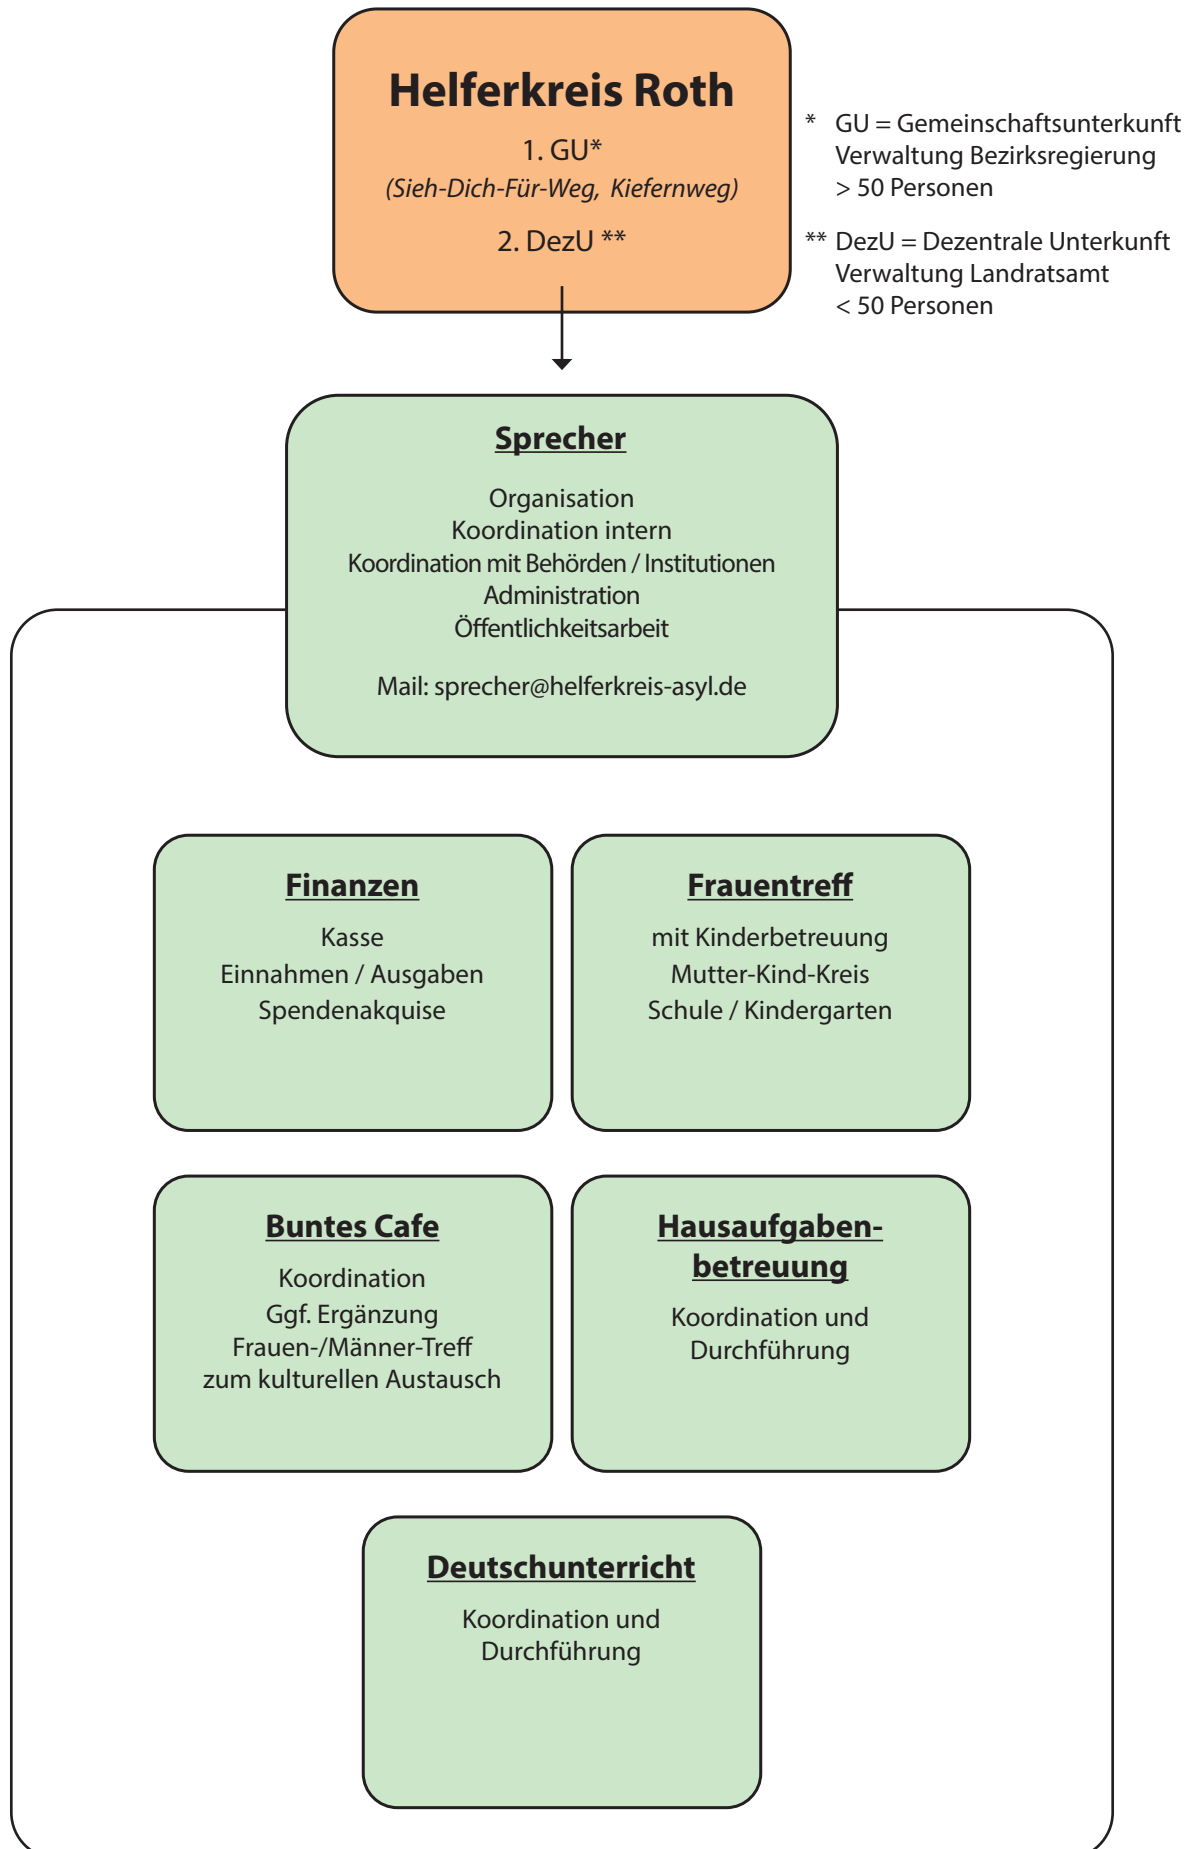 Helferkreis Roth
1. GU*
(Sieh-Dich-Für-Weg, Kiefernweg)
2. DezU **
* GU = Gemeinschaftsunterkunft
Verwaltung Bezirksregierung
> 50 Personen
** DezU = Dezentrale Unterkunft
Verwaltung Landratsamt
< 50 Personen
Sprecher
Organisation
Koordination intern
Koordination mit Behörden / Institutionen
Administration
Öffentlichkeitsarbeit
Mail: sprecher@helferkreis-asyl.de
Finanzen
Kasse
Einnahmen / Ausgaben
Spendenakquise
Frauentreff
mit Kinderbetreuung
Mutter-Kind-Kreis
Schule / Kindergarten
Buntes Cafe
Koordination
Ggf. Ergänzung
Frauen-/Männer-Treff
zum kulturellen Austausch
Hausaufgaben-
betreuung
Koordination und
Durchführung
Deutschunterricht
Koordination und
Durchführung